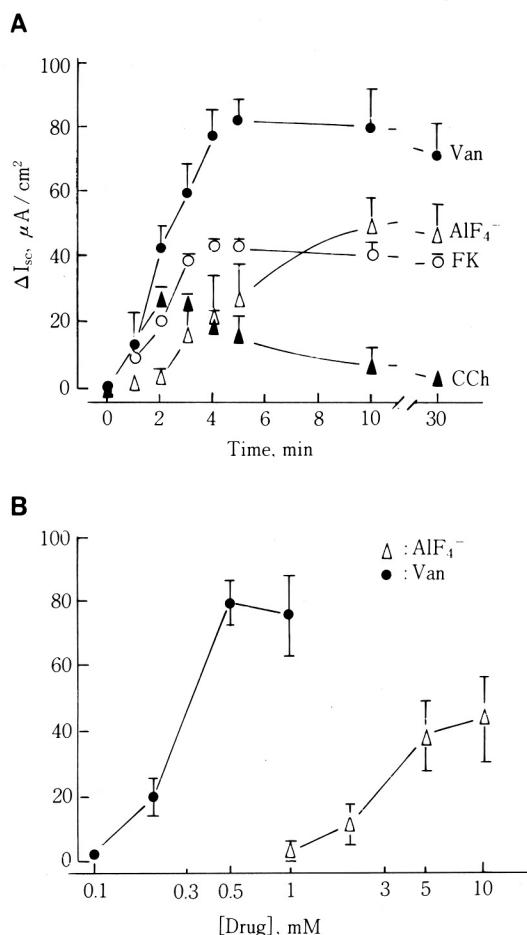 A
100
80
60
40
20
0
ΔIsc, μA/cm²
Van
AlF₄⁻
FK
CCh
0 2 4 6 8 10 30
Time, min
B
100
80
60
40
20
0
△ : AlF₄⁻
● : Van
0.1 0.3 0.5 1 3 5 10
[Drug], mM